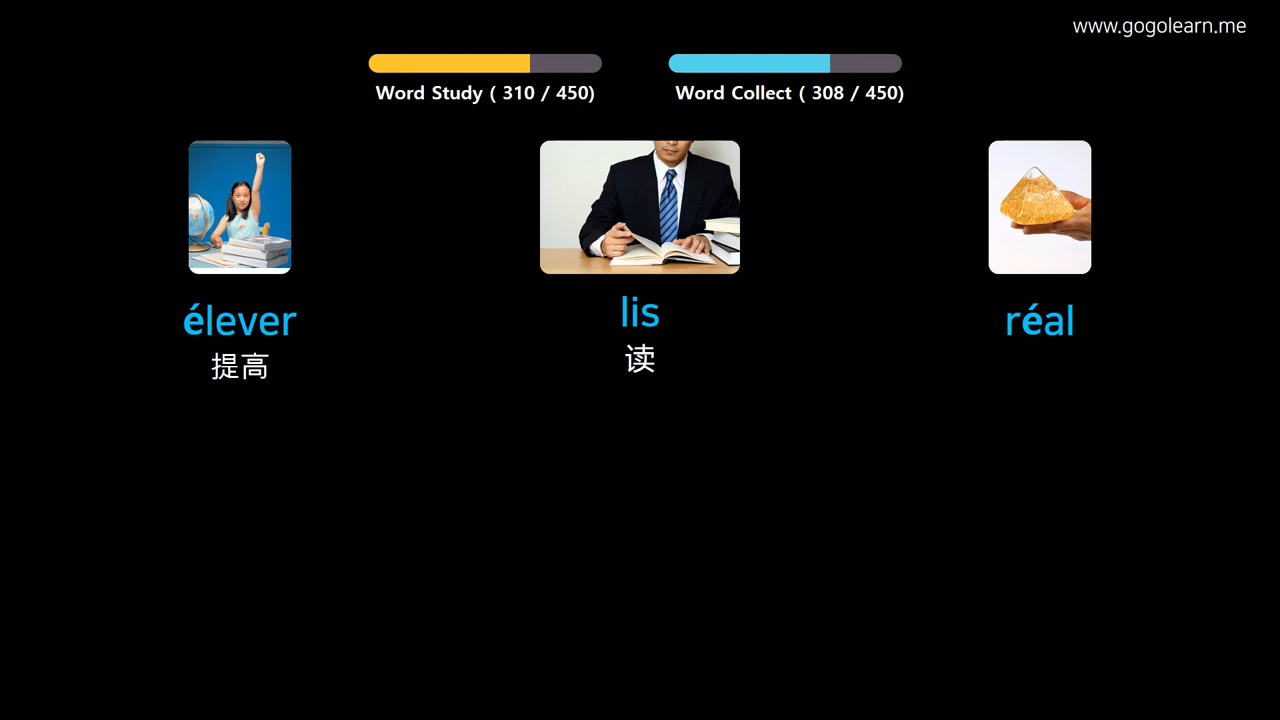 www.gogolearn.me
Word Study ( 310 / 450)
Word Collect ( 308 / 450)
élever
提高
lis
读
réal